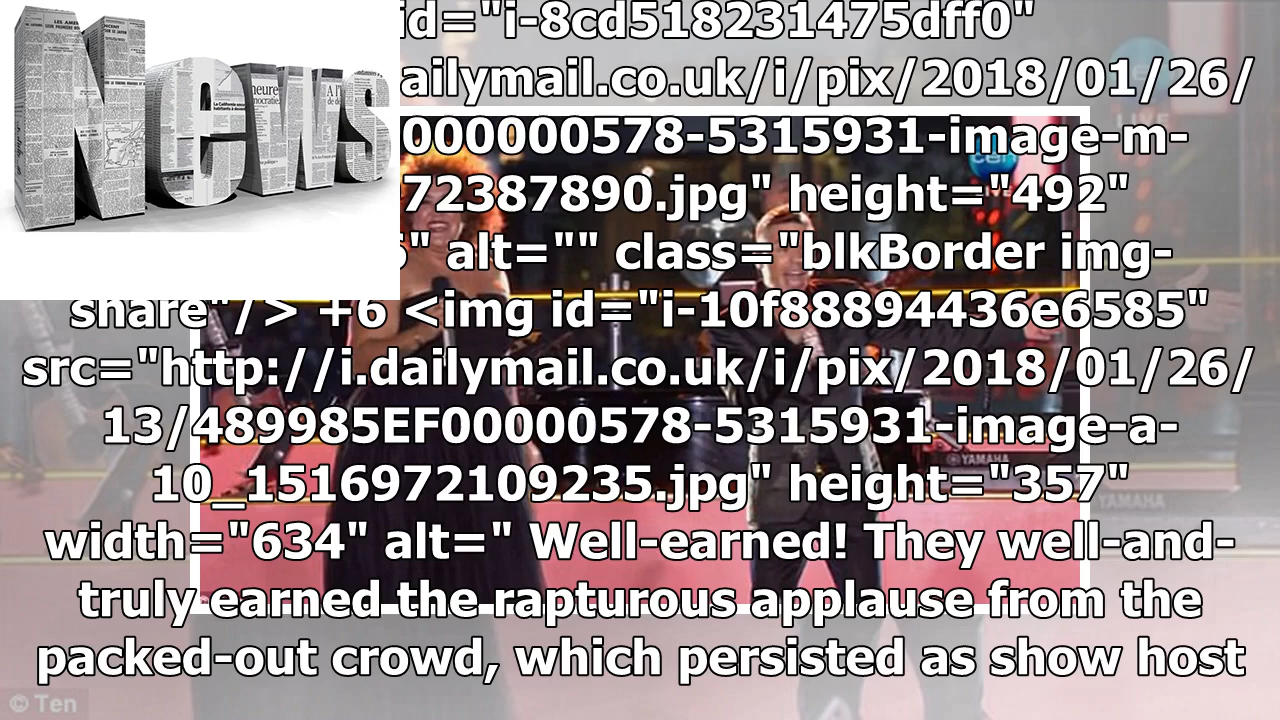 NEWS
id="i-8cd518231475dff0"
ailymail.co.uk/i/pix/2018/01/26/
000000578-5315931-image-m-
72387890.jpg" height="492"
" alt="" class="blkBorder img-
share"/> +6 <img id="i-10f88894436e6585"
src="http://i.dailymail.co.uk/i/pix/2018/01/26/
13/489985EF00000578-5315931-image-a-
10_1516972109235.jpg" height="357"
width="634" alt=" Well-earned! They well-and-
truly earned the rapturous applause from the
packed-out crowd, which persisted as show host
YAMAHA
YAMAHA
© Ten